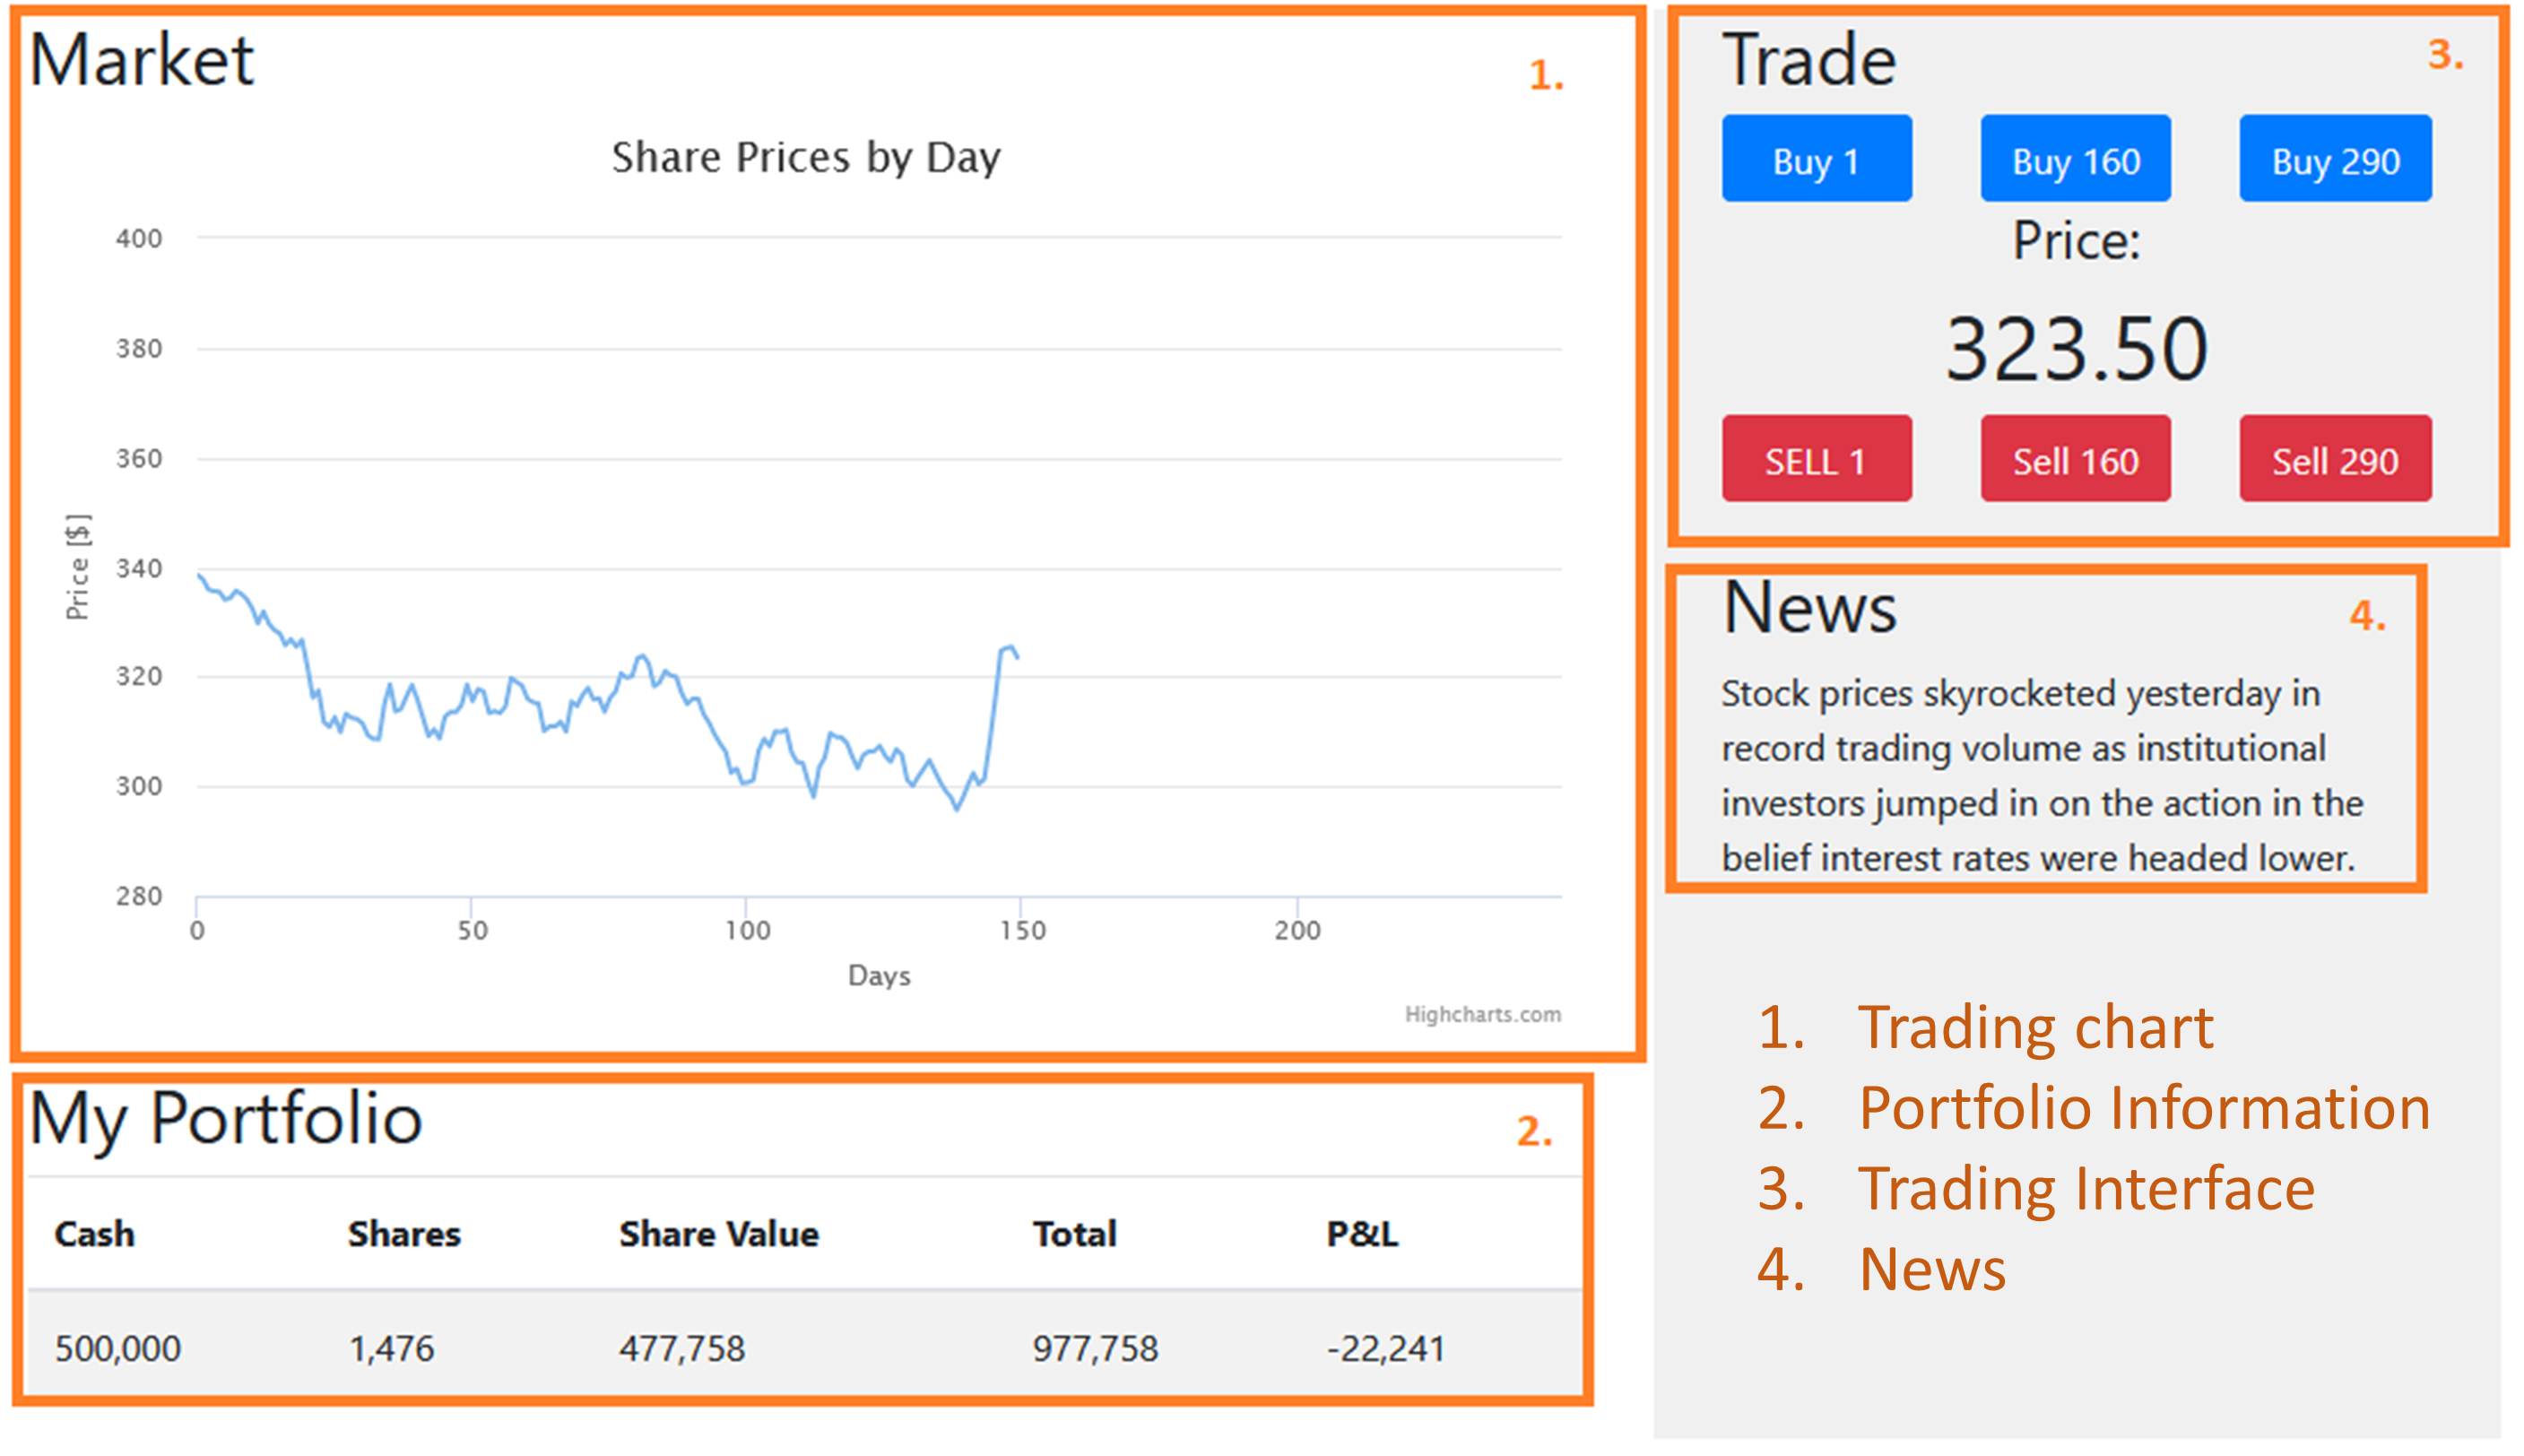 Market
1.
Share Prices by Day
400
380
360
340
320
300
280
Price [$]
0 50 100 150 200
Days
Highcharts.com
My Portfolio
2.
Cash Shares Share Value Total P&L
500,000 1,476 477,758 977,758 -22,241
Trade
3.
Buy 1 Buy 160 Buy 290
Price:
323.50
SELL 1 Sell 160 Sell 290
News
4.
Stock prices skyrocketed yesterday in
record trading volume as institutional
investors jumped in on the action in the
belief interest rates were headed lower.
1. Trading chart
2. Portfolio Information
3. Trading Interface
4. News